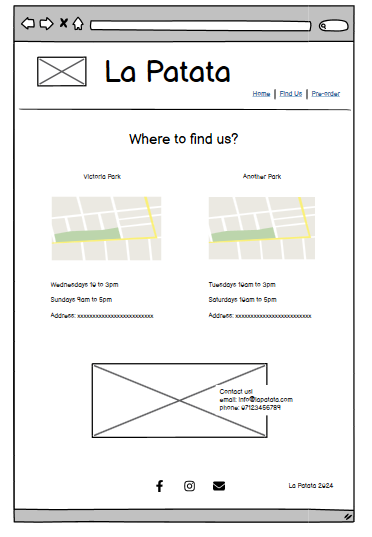 La Patata
Home | Find Us | Pre-order
Where to find us?
Victoria Park
Another Park
Wednesdays 10 to 3pm
Sundays 9am to 5pm
Address: xxxxxxxxxxxxxxxxxxxxxxxxx
Tuesdays 10am to 3pm
Saturdays 10am to 5pm
Address: xxxxxxxxxxxxxxxxxxxxxxxxx
Contact us!
email: info@lapatata.com
phone: 07123456789
La Patata 2024